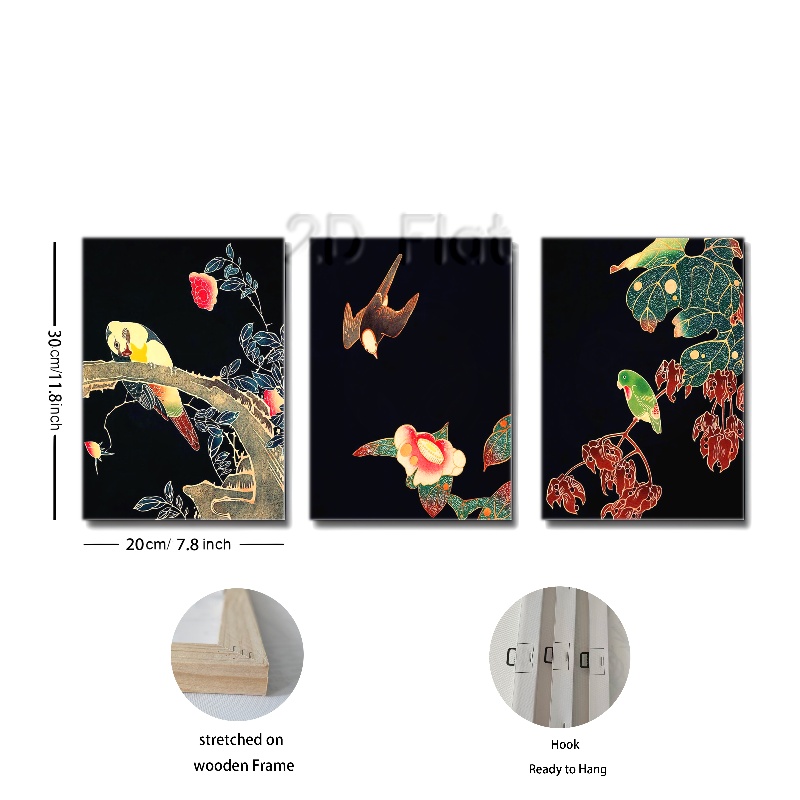 2D Flat
30cm/11.8inch
20cm/ 7.8 inch
stretched on
wooden Frame
Hook
Ready to Hang